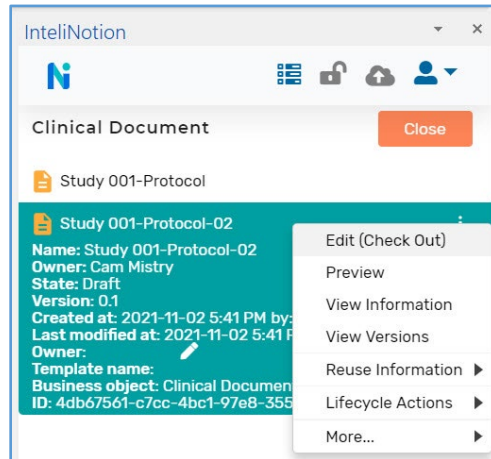 InteliNotion
Clinical Document
Close
Study 001-Protocol
Study 001-Protocol-02
Name: Study 001-Protocol-02
Owner: Cam Mistry
State: Draft
Version: 0.1
Created at: 2021-11-02 5:41 PM by:
Last modified at: 2021-11-02 5:41
Owner:
Template name:
Business object: Clinical Documen
ID: 4db67561-c7cc-4bc1-97e8-355
Edit (Check Out)
Preview
View Information
View Versions
Reuse Information
Lifecycle Actions
More...